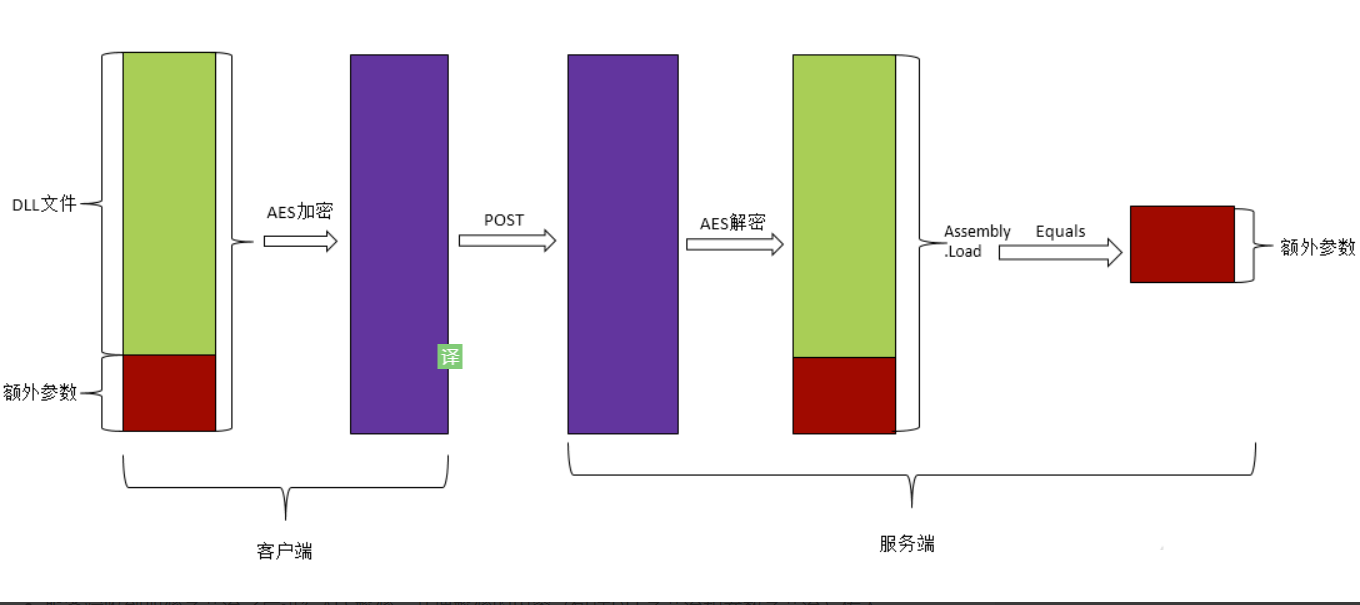 DLL文件
额外参数
AES加密
POST
译
AES解密
Assembly
.Load
Equals
额外参数
客户端
服务端